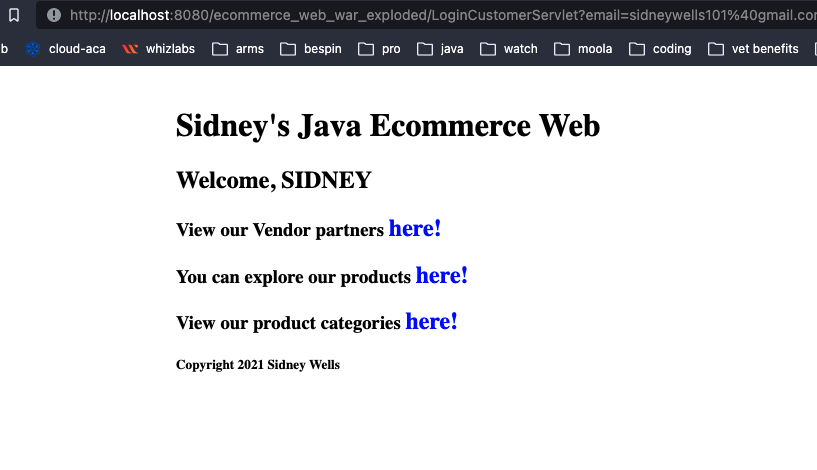 http://localhost:8080/ecommerce_web_war_exploded/LoginCustomerServlet?email=sidneywells101%40gmail.co
b cloud-aca whizlabs arms bespin pro java watch moola coding vet benefits
Sidney's Java Ecommerce Web
Welcome, SIDNEY
View our Vendor partners here!
You can explore our products here!
View our product categories here!
Copyright 2021 Sidney Wells